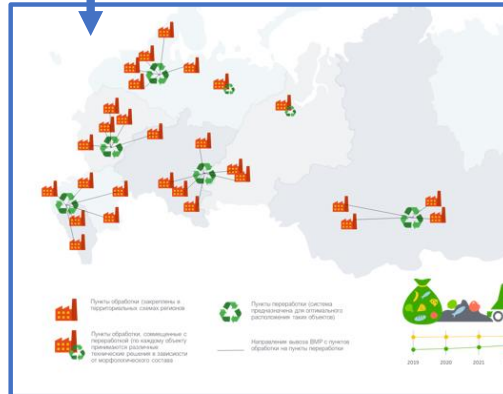 Пункты обработки (закреплены в
территориальных схемах регионов)
Пункты обработки, совмещенные с
переработкой (по каждому объекту
принимаются различные
технические решения в зависимости
от морфологического состава)
Пункты переработки (система
предназначена для оптимального
расположения таких объектов)
Направления вывоза ВМР с пунктов
обработки на пункты переработки
2019 2020 2021